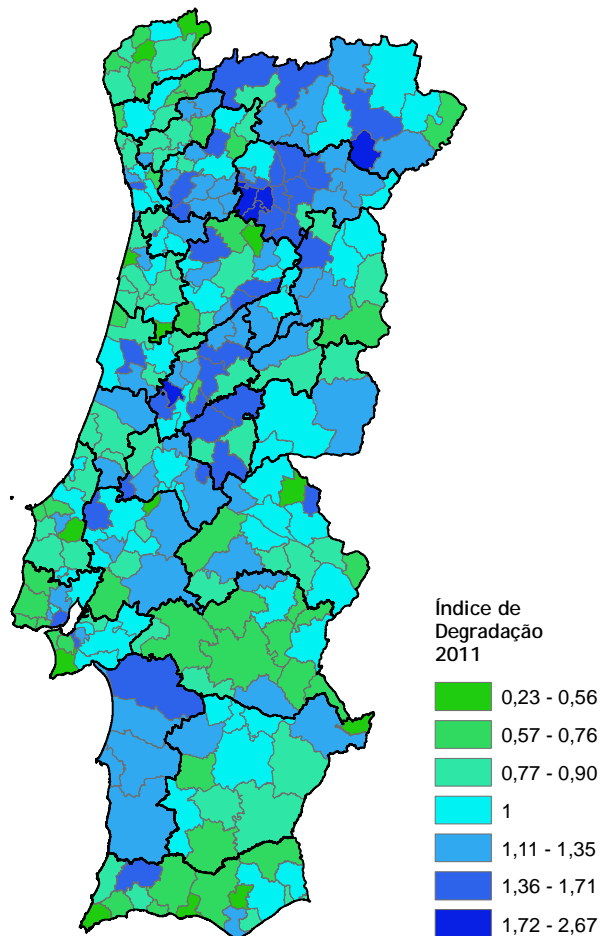 Índice de
Degradação
2011
0,23 - 0,56
0,57 - 0,76
0,77 - 0,90
1
1,11 - 1,35
1,36 - 1,71
1,72 - 2,67